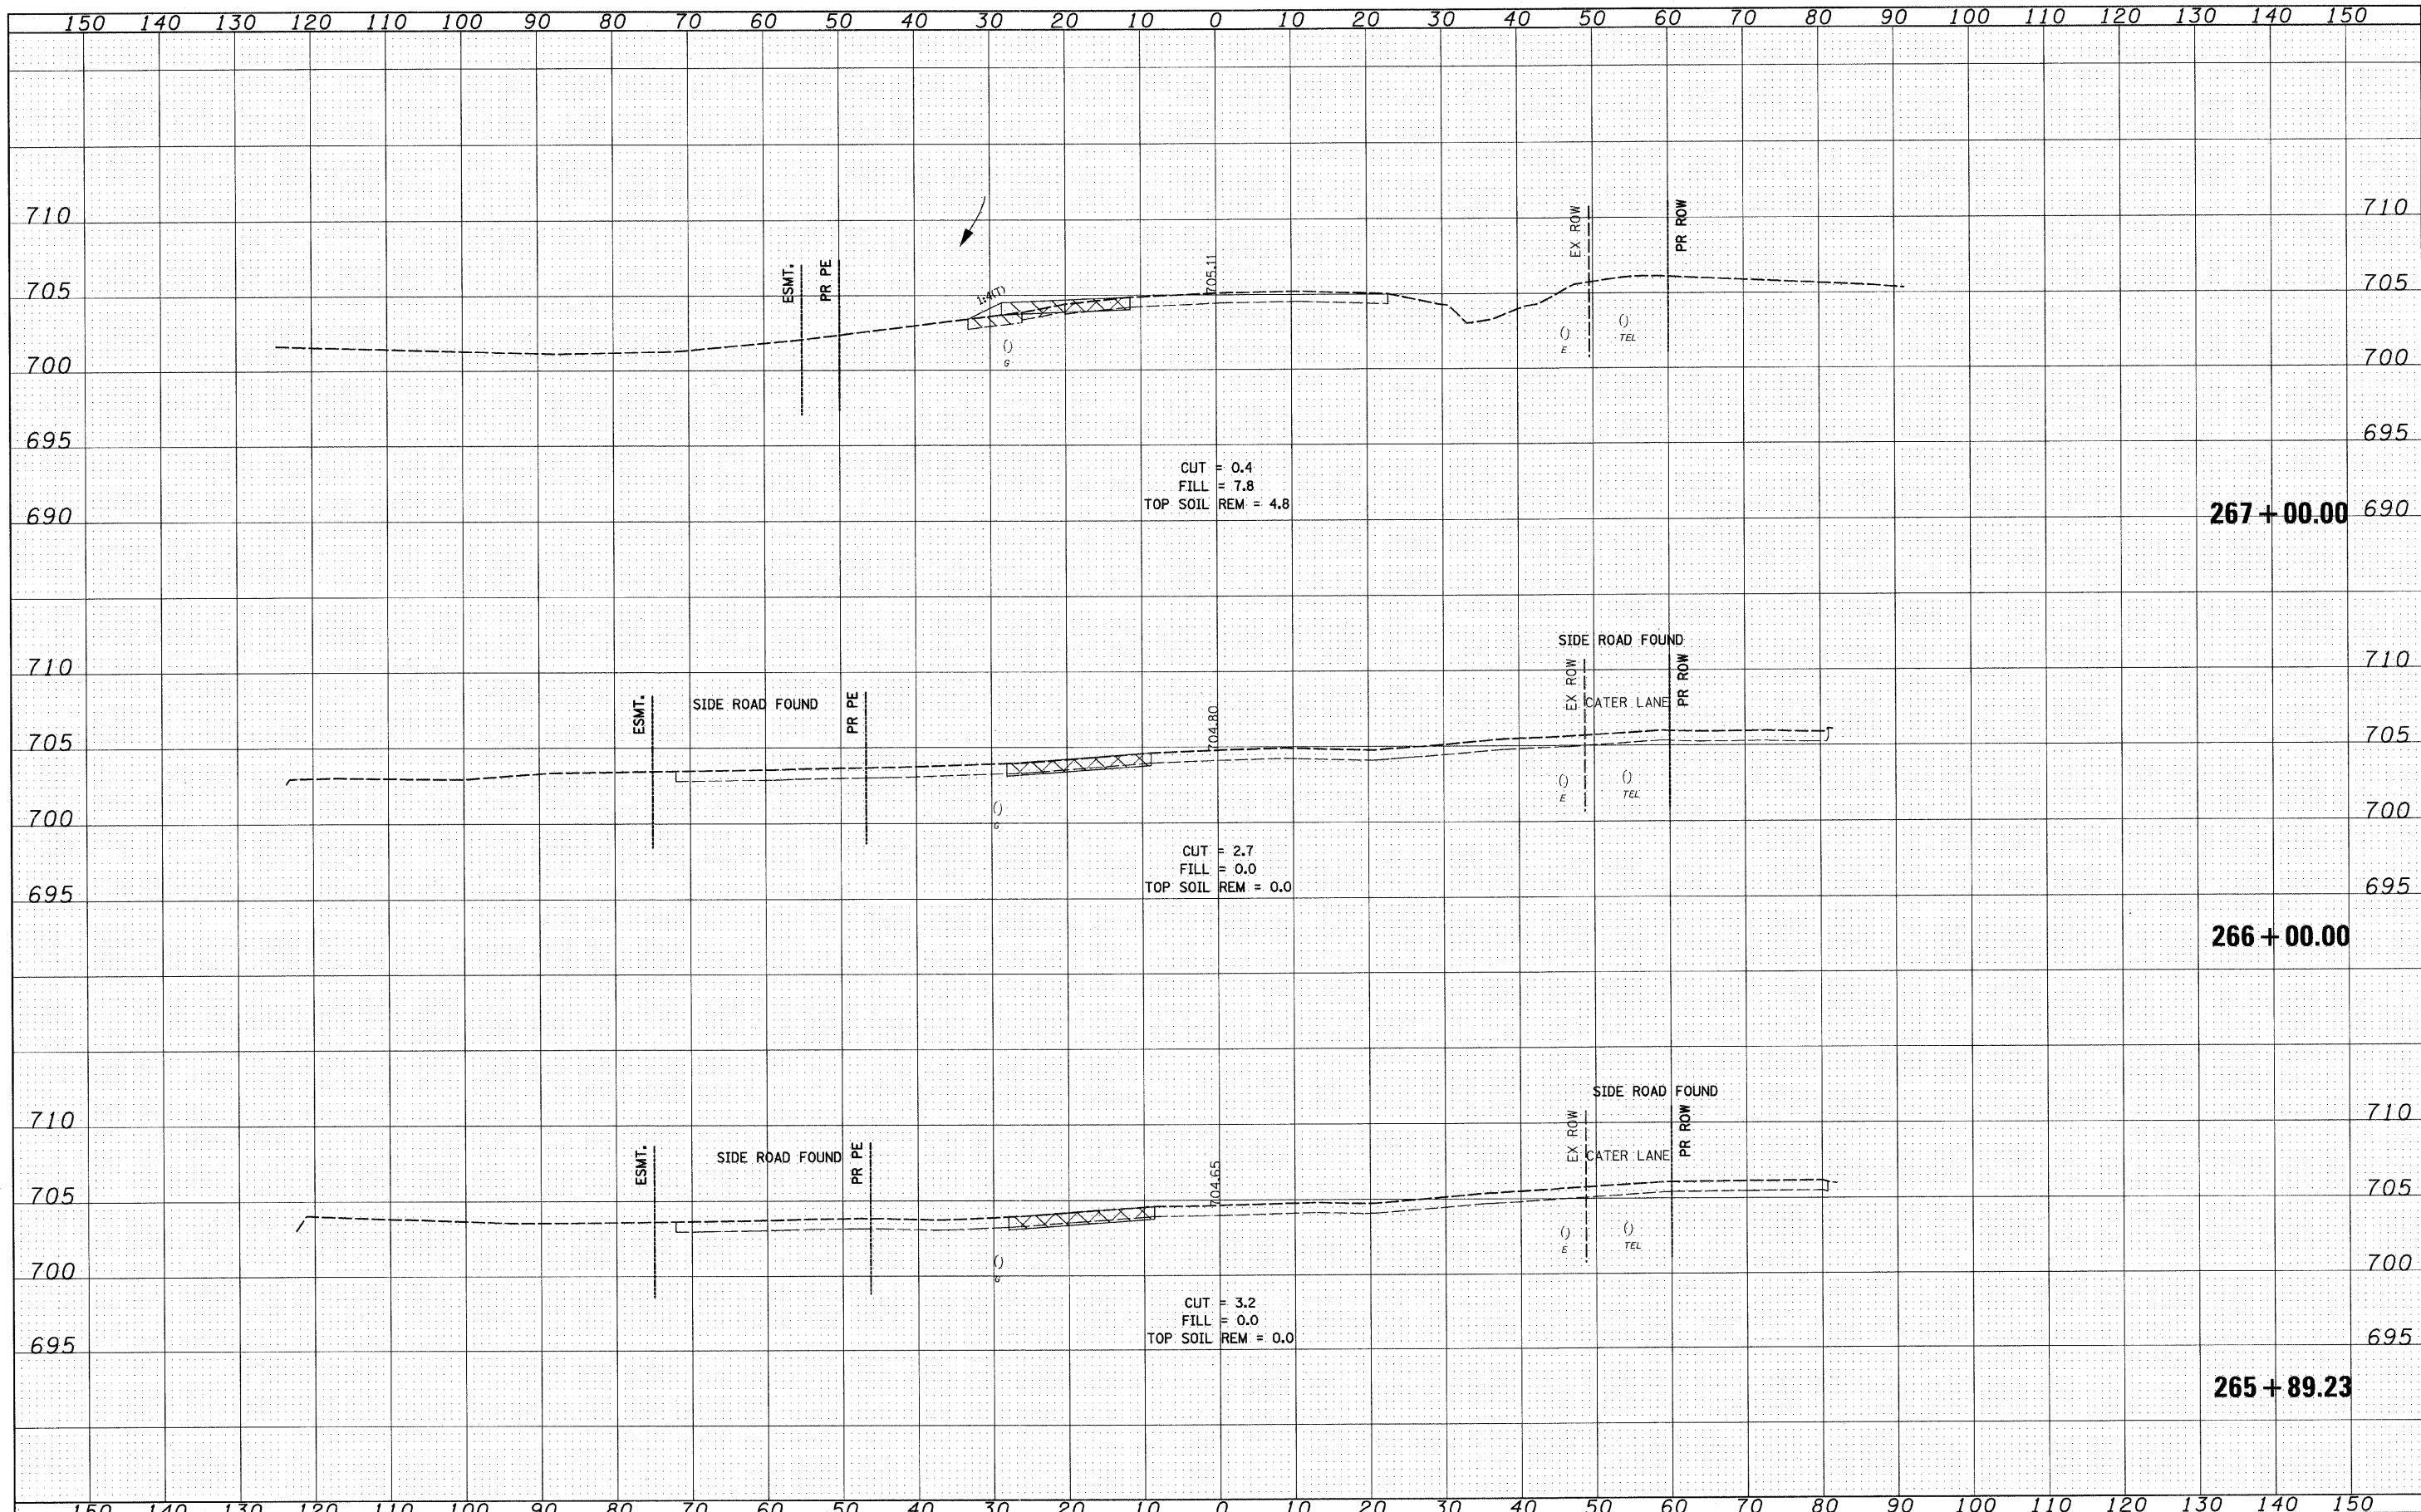 150 140 130 120 110 100 90 80 70 60 50 40 30 20 10 0 10 20 30 40 50 60 70 80 90 100 110 120 130 140 150
710 710
EX ROW
PR ROW
ESMT.
PR PE
705.11
1:4(T)
705 705
() E
() TEL
() G
700 700
695 695
CUT = 0.4
FILL = 7.8
TOP SOIL REM = 4.8
690 690
267 + 00.00
SIDE ROAD FOUND
710 710
EX ROW
PR ROW
ESMT.
SIDE ROAD FOUND
PR PE
CATER LANE
704.80
705 705
() E
() TEL
() G
700 700
CUT = 2.7
FILL = 0.0
TOP SOIL REM = 0.0
695 695
266 + 00.00
SIDE ROAD FOUND
710 710
EX ROW
PR ROW
ESMT.
SIDE ROAD FOUND
PR PE
CATER LANE
704.65
705 705
() E
() TEL
() G
700 700
CUT = 3.2
FILL = 0.0
TOP SOIL REM = 0.0
695 695
265 + 89.23
150 140 130 120 110 100 90 80 70 60 50 40 30 20 10 0 10 20 30 40 50 60 70 80 90 100 110 120 130 140 150